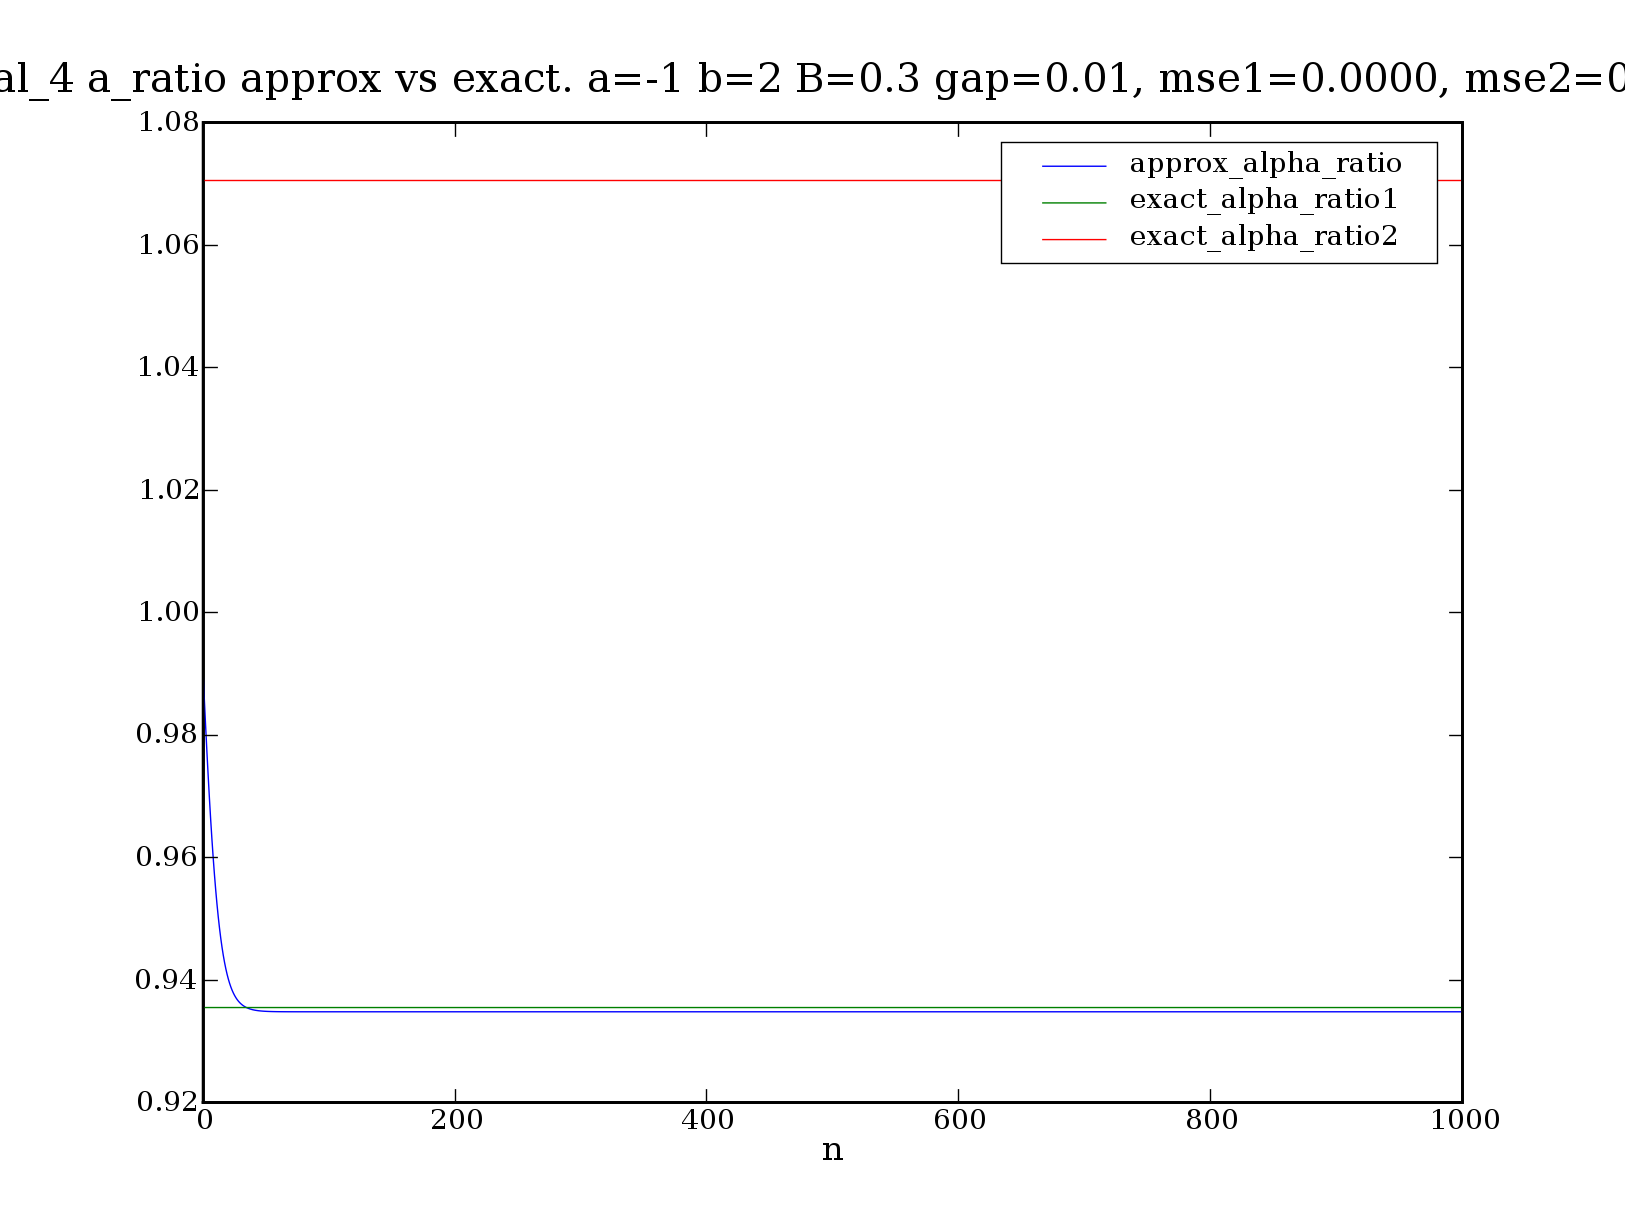 al_4 a_ratio approx vs exact. a=-1 b=2 B=0.3 gap=0.01, mse1=0.0000, mse2=0
1.08
approx_alpha_ratio
exact_alpha_ratio1
exact_alpha_ratio2
1.06
1.04
1.02
1.00
0.98
0.96
0.94
0.92
0 200 400 600 800 1000
n